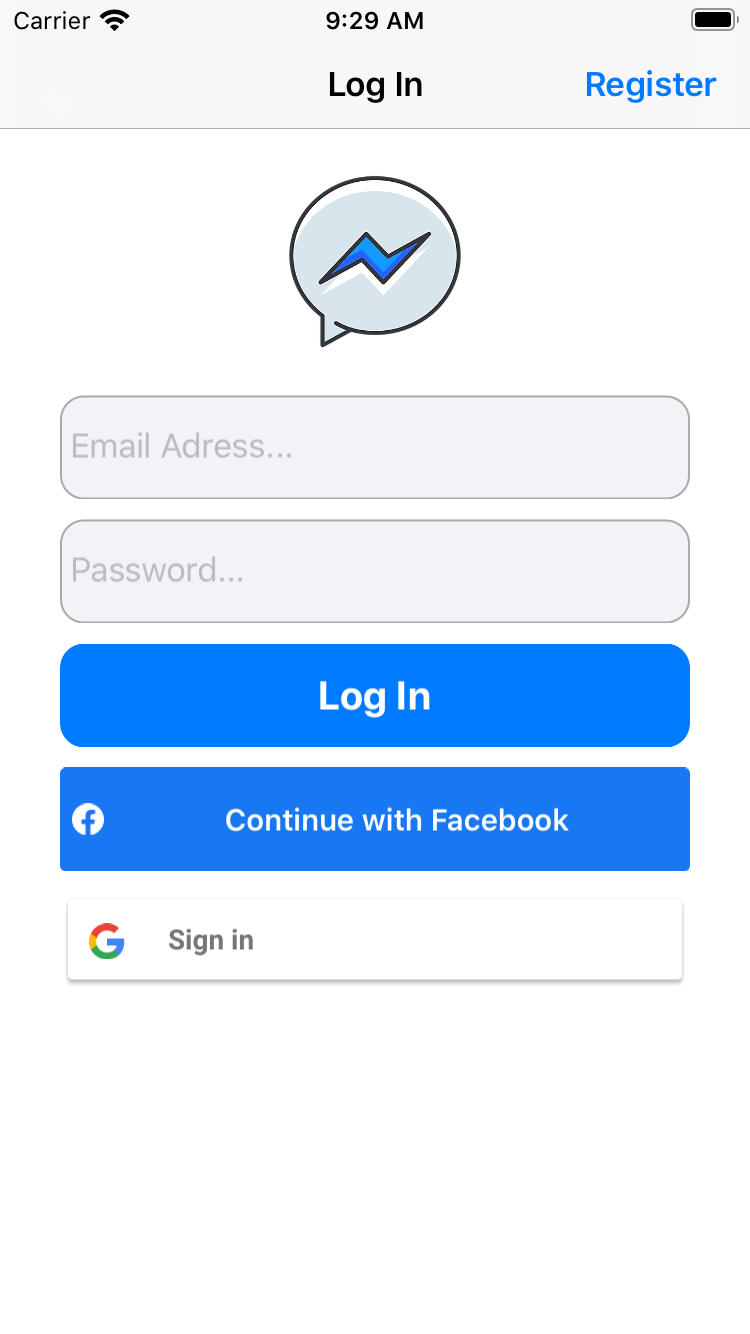 Carrier 9:29 AM
Log In Register
Email Adress...
Password...
Log In
Continue with Facebook
Sign in